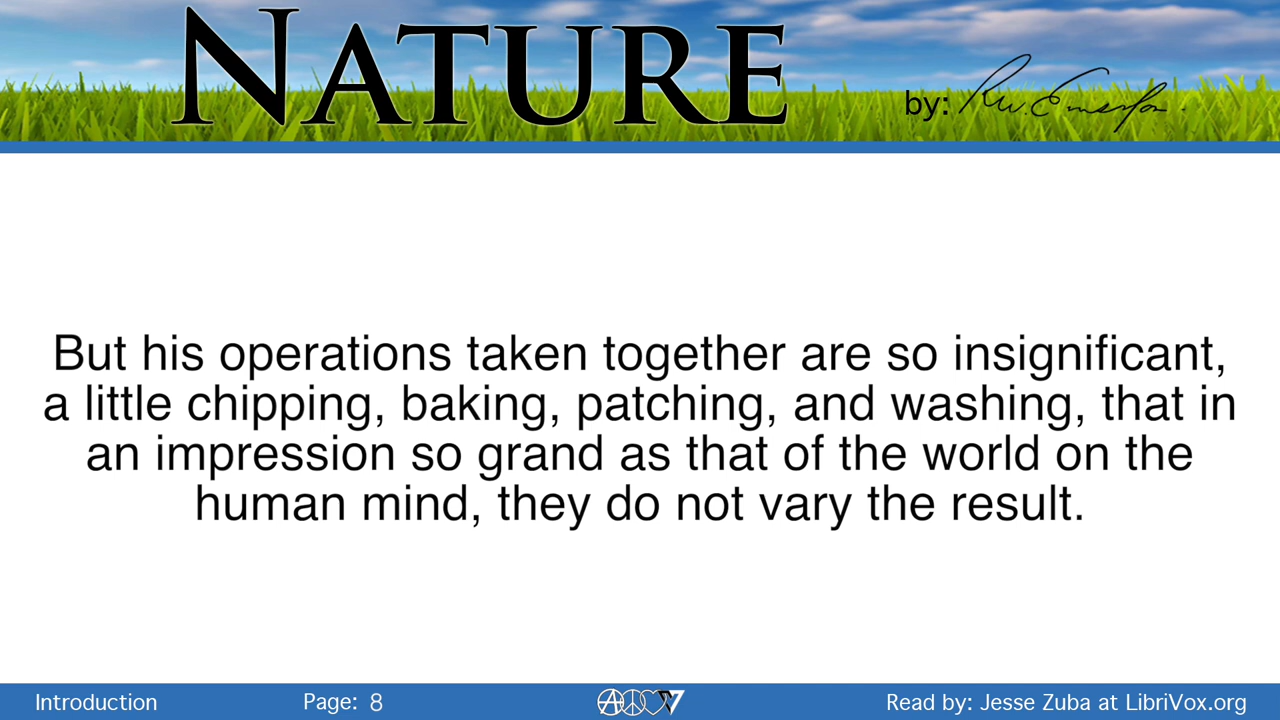 NATURE
by: R.W. Emerson.
But his operations taken together are so insignificant,
a little chipping, baking, patching, and washing, that in
an impression so grand as that of the world on the
human mind, they do not vary the result.
Introduction
Page: 8
Read by: Jesse Zuba at LibriVox.org